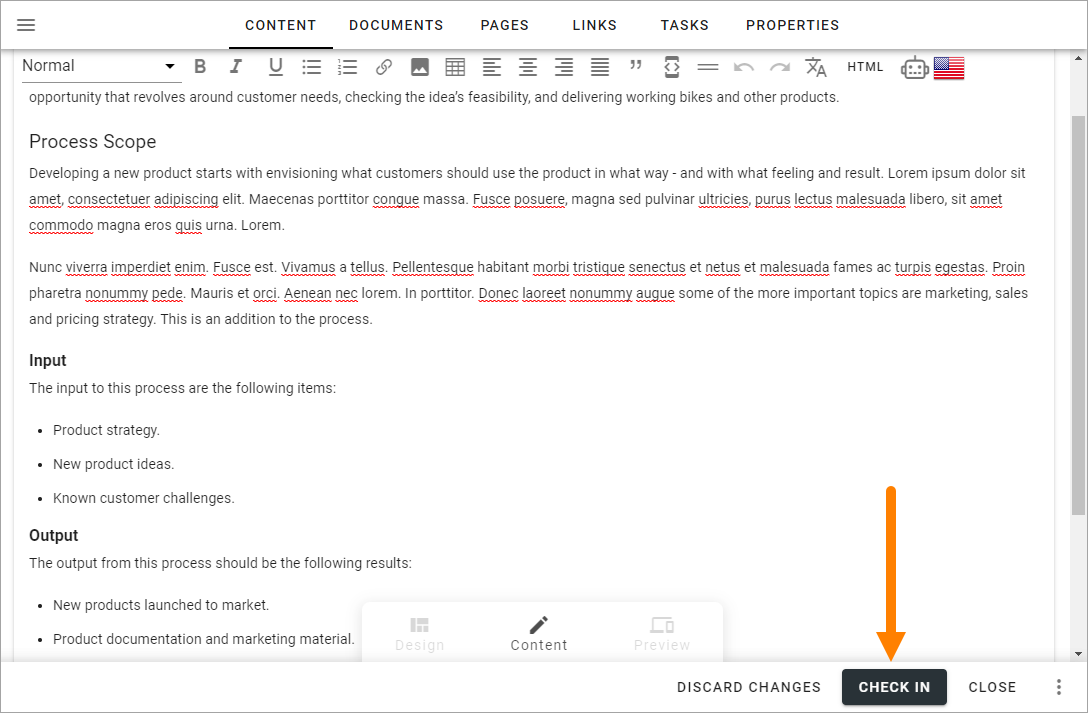 CONTENT DOCUMENTS PAGES LINKS TASKS PROPERTIES
Normal B I U HTML
opportunity that revolves around customer needs, checking the idea’s feasibility, and delivering working bikes and other products.
Process Scope
Developing a new product starts with envisioning what customers should use the product in what way - and with what feeling and result. Lorem ipsum dolor sit
amet, consectetuer adipiscing elit. Maecenas porttitor congue massa. Fusce posuere, magna sed pulvinar ultricies, purus lectus malesuada libero, sit amet
commodo magna eros quis urna. Lorem.
Nunc viverra imperdiet enim. Fusce est. Vivamus a tellus. Pellentesque habitant morbi tristique senectus et netus et malesuada fames ac turpis egestas. Proin
pharetra nonummy pede. Mauris et orci. Aenean nec lorem. In porttitor. Donec laoreet nonummy augue some of the more important topics are marketing, sales
and pricing strategy. This is an addition to the process.
Input
The input to this process are the following items:
• Product strategy.
• New product ideas.
• Known customer challenges.
Output
The output from this process should be the following results:
• New products launched to market.
• Product documentation and marketing material.
Design Content Preview
DISCARD CHANGES CHECK IN CLOSE